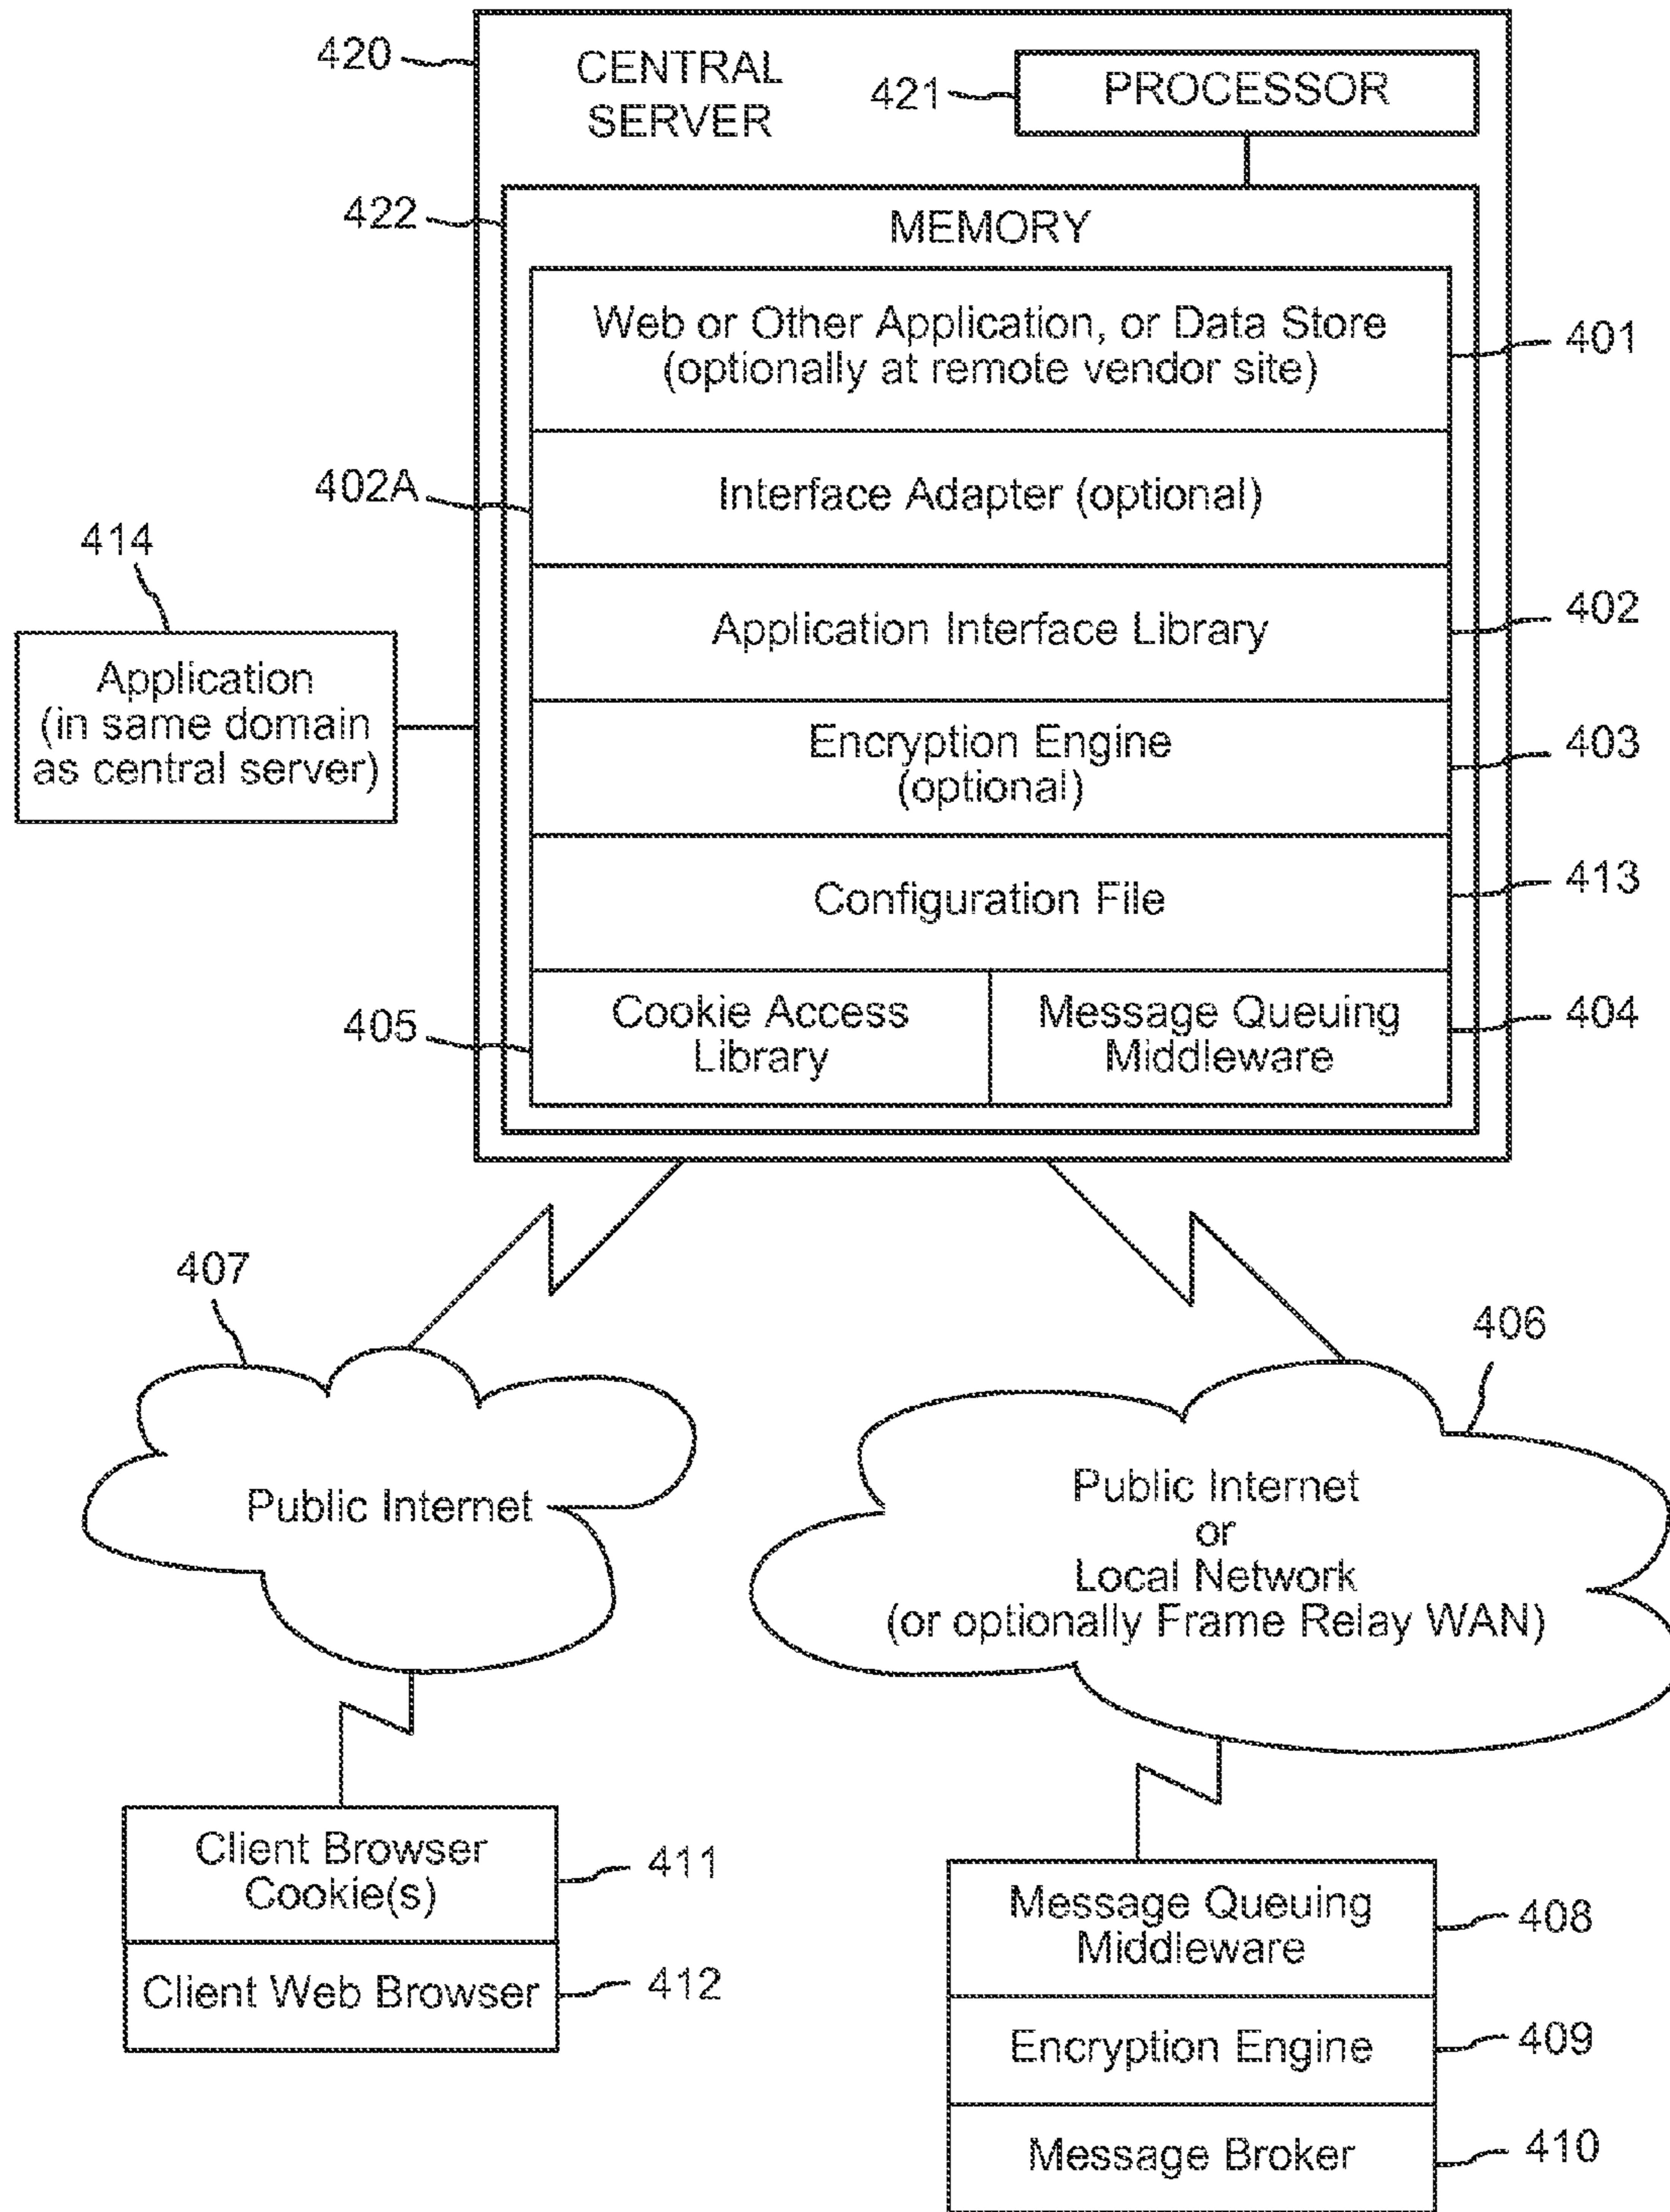 420
CENTRAL
SERVER
421
PROCESSOR
422
MEMORY
Web or Other Application, or Data Store
(optionally at remote vendor site)
401
402A
Interface Adapter (optional)
414
Application Interface Library
402
Application
(in same domain
as central server)
Encryption Engine
(optional)
403
Configuration File
413
405
Cookie Access
Library
Message Queuing
Middleware
404
407
406
Public Internet
Public Internet
or
Local Network
(or optionally Frame Relay WAN)
Client Browser
Cookie(s)
411
Client Web Browser
412
Message Queuing
Middleware
408
Encryption Engine
409
Message Broker
410